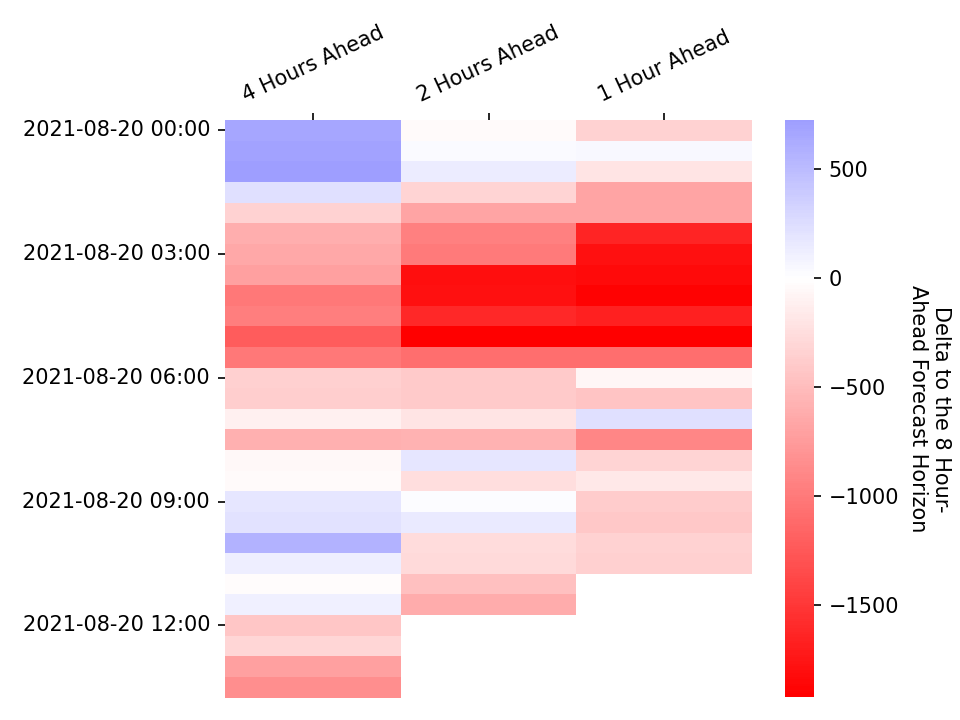 4 Hours Ahead
2 Hours Ahead
1 Hour Ahead
2021-08-20 00:00
2021-08-20 03:00
2021-08-20 06:00
2021-08-20 09:00
2021-08-20 12:00
500
0
−500
−1000
−1500
Delta to the 8 Hour-
Ahead Forecast Horizon